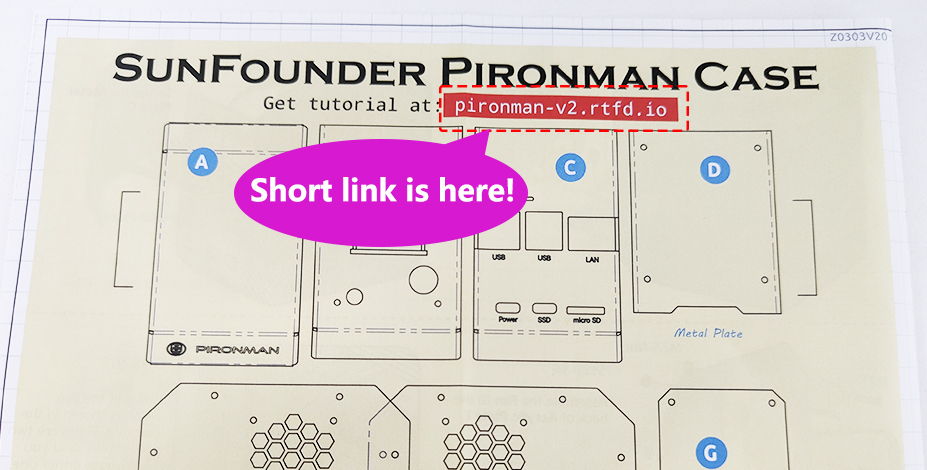 Z0303V20
SunFounder Pironman Case
Get tutorial at: pironman-v2.rtfd.io
A
C
D
Short link is here!
USB
USB
LAN
Power
SSD
micro SD
Metal Plate
PIRONMAN
G